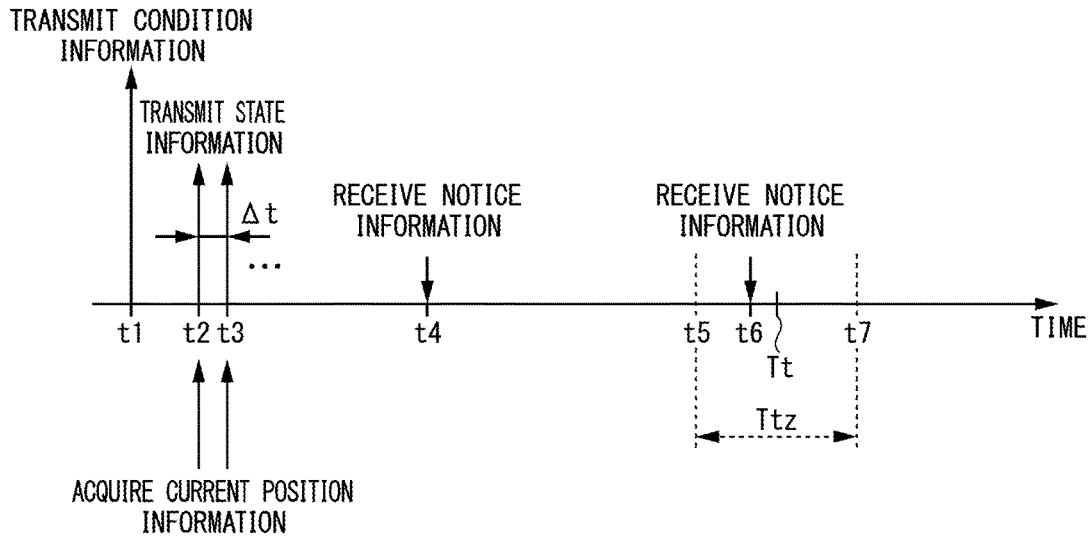 TRANSMIT CONDITION
INFORMATION
TRANSMIT STATE
INFORMATION
Δt
...
RECEIVE NOTICE
INFORMATION
RECEIVE NOTICE
INFORMATION
t1 t2 t3 t4 t5 t6 t7 TIME
Tt
Ttz
ACQUIRE CURRENT POSITION
INFORMATION